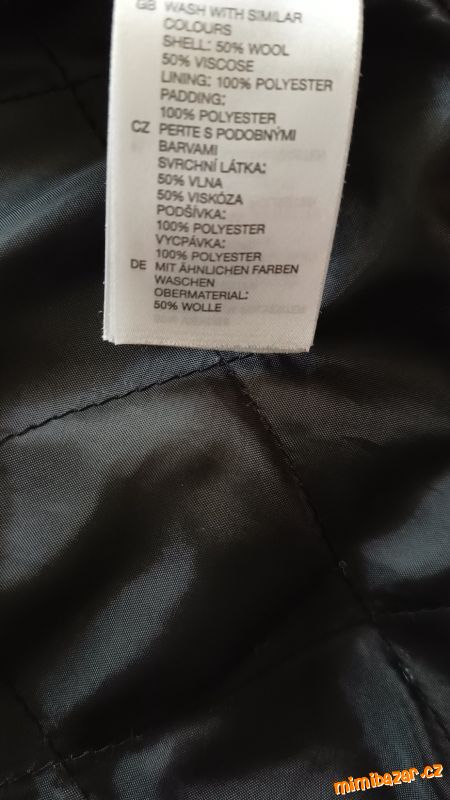 GB WASH WITH SIMILAR
COLOURS
SHELL: 50% WOOL
50% VISCOSE
LINING: 100% POLYESTER
PADDING:
100% POLYESTER
CZ PERTE S PODOBNÝMI
BARVAMI
SVRCHNÍ LÁTKA:
50% VLNA
50% VISKÓZA
PODŠÍVKA:
100% POLYESTER
VYCPÁVKA:
100% POLYESTER
DE MIT ÄHNLICHEN FARBEN
WASCHEN
OBERMATERIAL:
50% WOLLE
mimibazar.cz